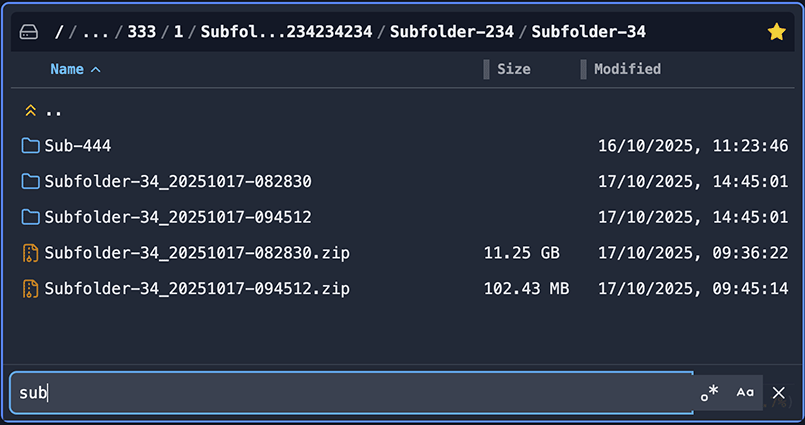 / / ... / 333 / 1 / Subfol...234234234 / Subfolder-234 / Subfolder-34
Name Size Modified
..
Sub-444 16/10/2025, 11:23:46
Subfolder-34_20251017-082830 17/10/2025, 14:45:01
Subfolder-34_20251017-094512 17/10/2025, 14:45:01
Subfolder-34_20251017-082830.zip 11.25 GB 17/10/2025, 09:36:22
Subfolder-34_20251017-094512.zip 102.43 MB 17/10/2025, 09:45:14
sub .* Aa